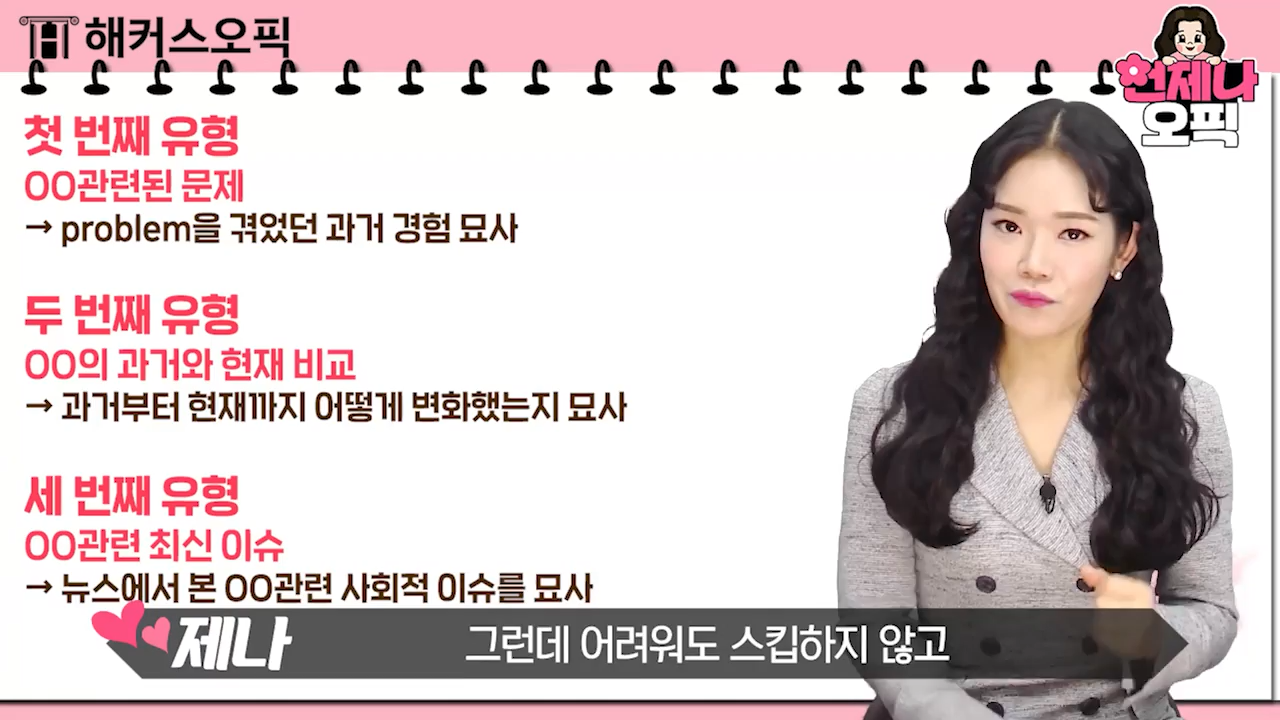 해커스오픽
언제나
오픽
첫 번째 유형
OO관련된 문제
→ problem을 겪었던 과거 경험 묘사
두 번째 유형
OO의 과거와 현재 비교
→ 과거부터 현재까지 어떻게 변화했는지 묘사
세 번째 유형
OO관련 최신 이슈
→ 뉴스에서 본 OO관련 사회적 이슈를 묘사
제나
그런데 어려워도 스킵하지 않고